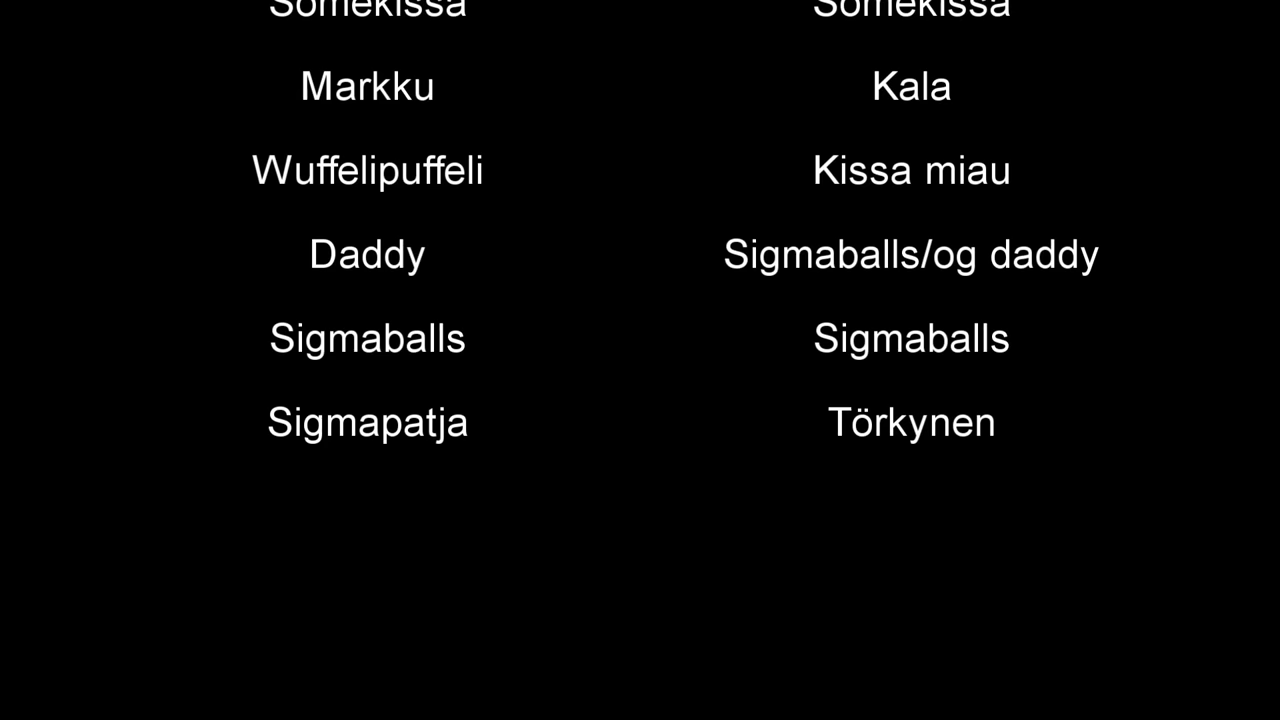 Somekissa Somekissa
Markku Kala
Wuffelipuffeli Kissa miau
Daddy Sigmaballs/og daddy
Sigmaballs Sigmaballs
Sigmapatja Törkynen